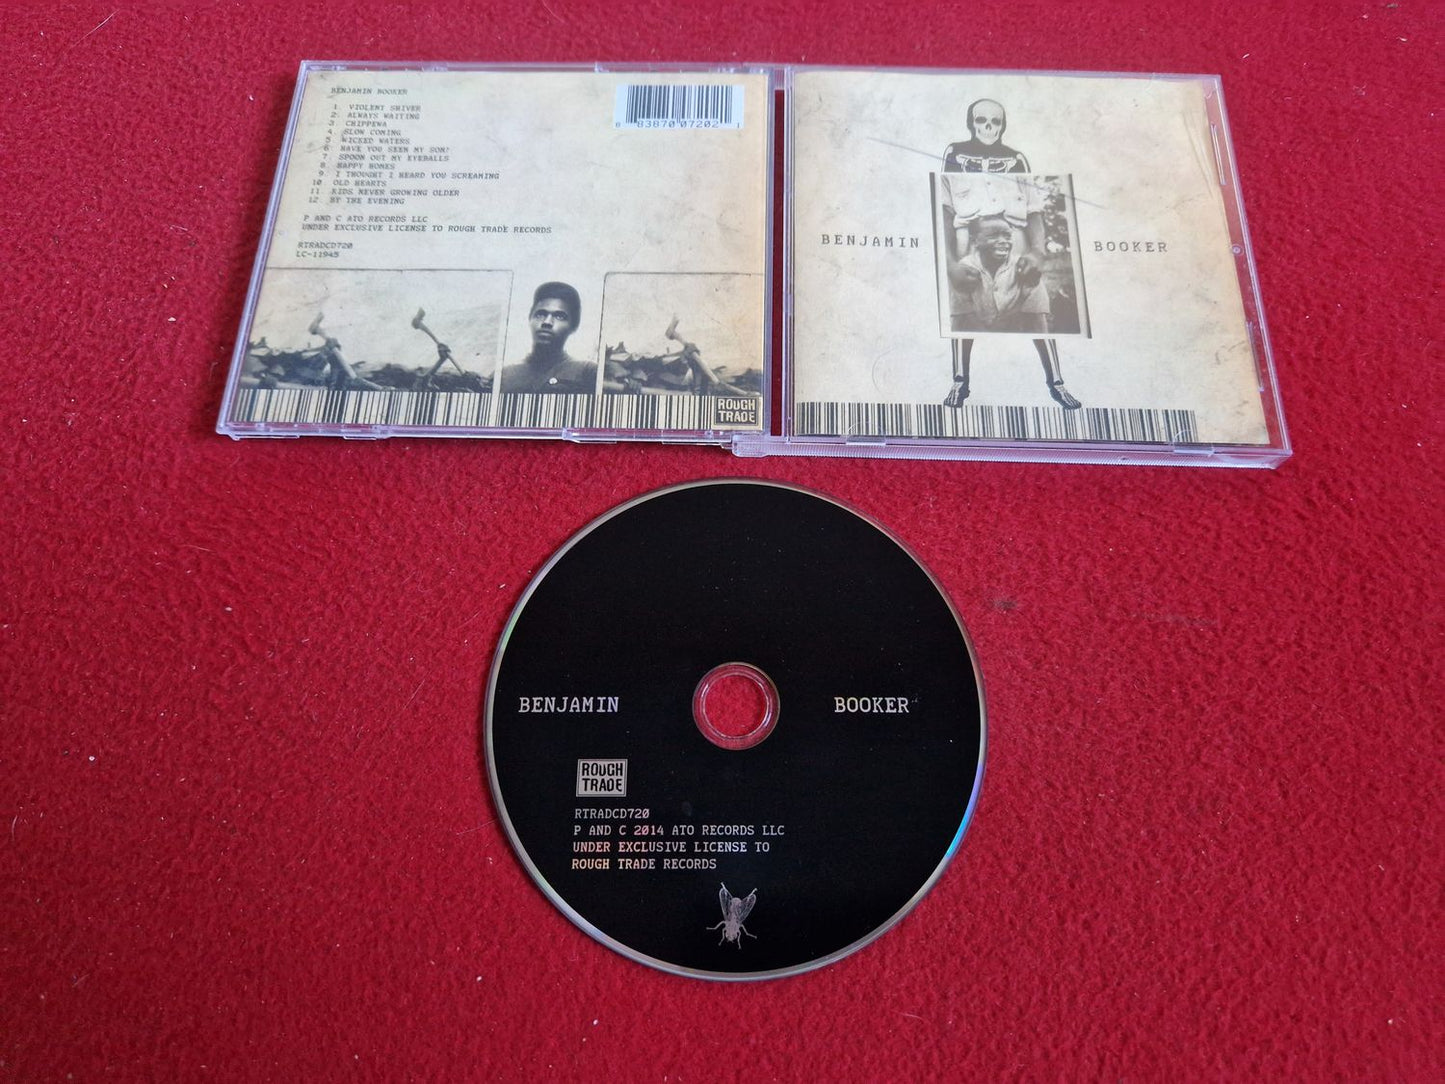 BENJAMIN BOOKER
1. VIOLENT SHIVER
2. ALWAYS WAITING
3 CHIPPEWA
4. SLOW COMING
5 WICKED WATERS
6. HAVE YOU SEEN MY SON?
7. SPOON OUT MY EYEBALLS
8. HAPPY HOMES
9. I THOUGHT I HEARD YOU SCREAMING
10 OLD HEARTS
11. KIDS NEVER GROWING OLDER
12. BY THE EVENING
P AND C ATO RECORDS LLC
UNDER EXCLUSIVE LICENSE TO ROUGH TRADE RECORDS
RTRADCD720
LC-11945
8 83870 07202 1
ROUGH
TRADE
BENJAMIN BOOKER
BENJAMIN BOOKER
ROUGH
TRADE
RTRADCD720
P AND C 2014 ATO RECORDS LLC
UNDER EXCLUSIVE LICENSE TO
ROUGH TRADE RECORDS